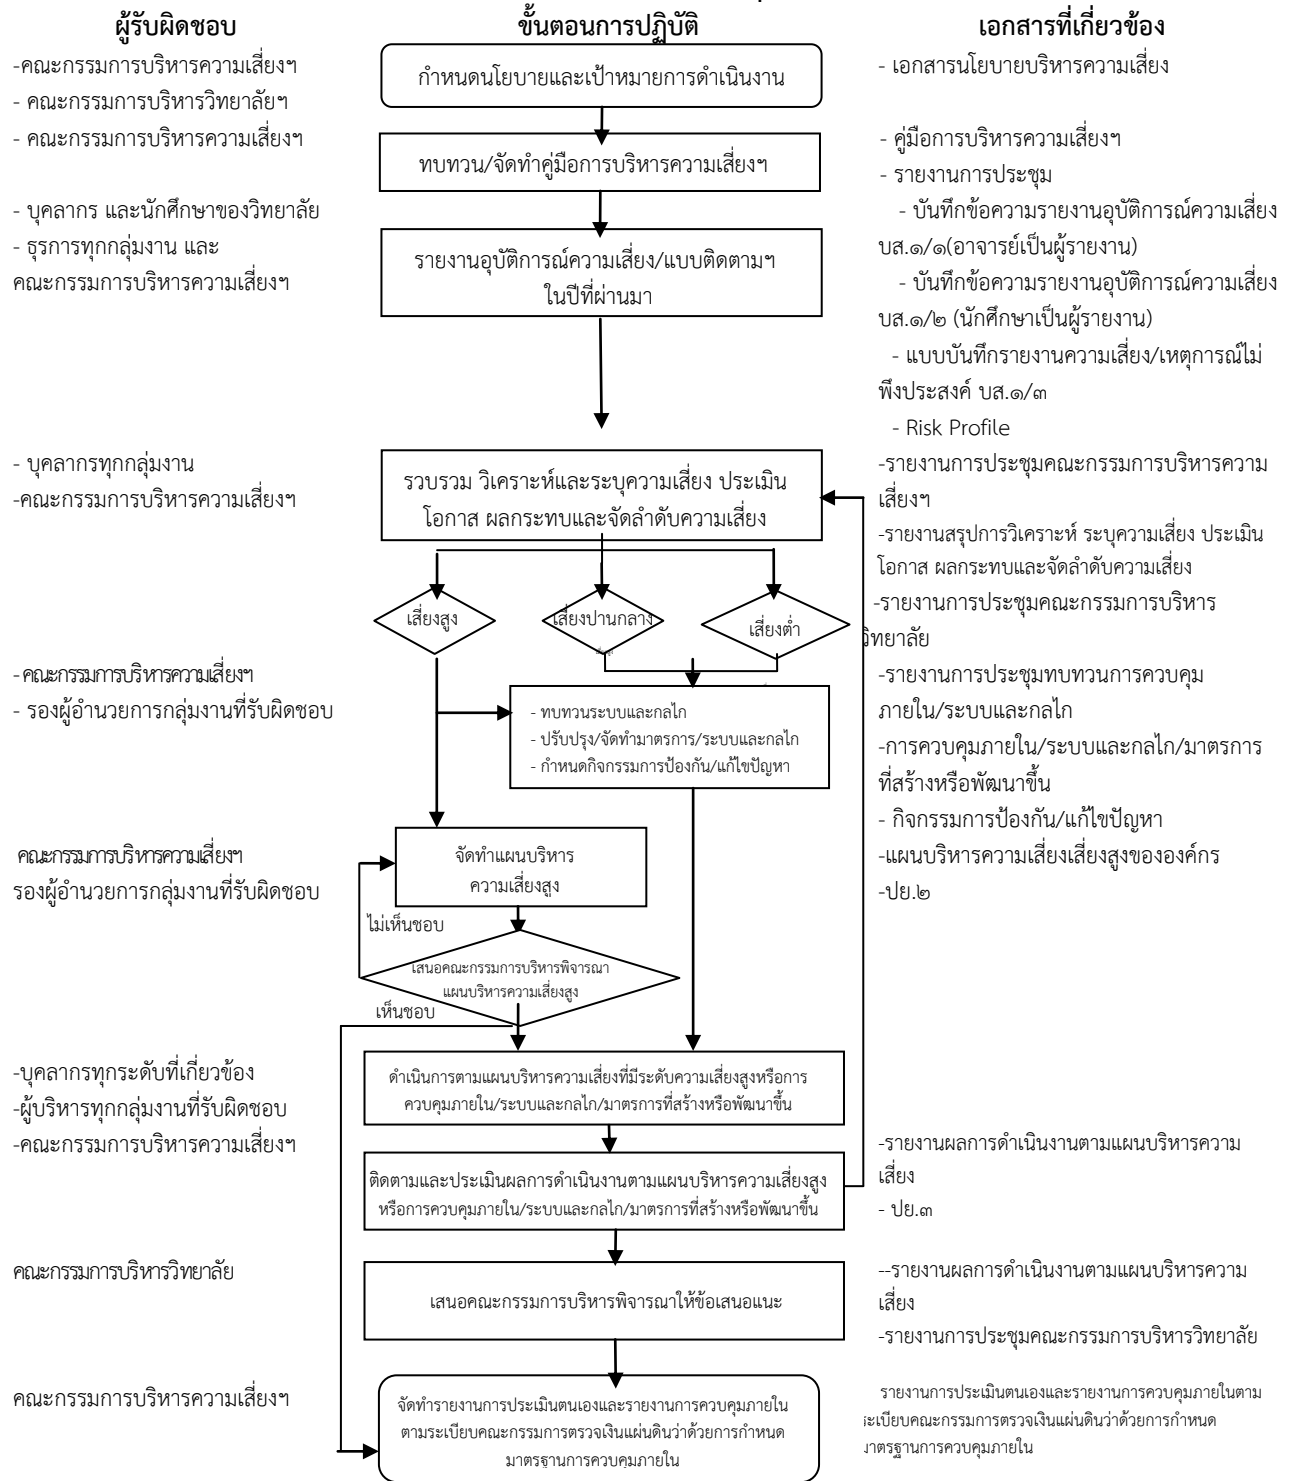 ผู้รับผิดชอบ
-คณะกรรมการบริหารความเสี่ยงฯ
- คณะกรรมการบริหารวิทยาลัยฯ
- คณะกรรมการบริหารความเสี่ยงฯ
- บุคลากร และนักศึกษาของวิทยาลัย
- ธุรการทุกกลุ่มงาน และ
คณะกรรมการบริหารความเสี่ยงฯ
- บุคลากรทุกกลุ่มงาน
-คณะกรรมการบริหารความเสี่ยงฯ
-คณะกรรมการบริหารความเสี่ยงฯ
- รองผู้อำนวยการกลุ่มงานที่รับผิดชอบ
คณะกรรมการบริหารความเสี่ยงฯ
รองผู้อำนวยการกลุ่มงานที่รับผิดชอบ
-บุคลากรทุกระดับที่เกี่ยวข้อง
-ผู้บริหารทุกกลุ่มงานที่รับผิดชอบ
-คณะกรรมการบริหารความเสี่ยงฯ
คณะกรรมการบริหารวิทยาลัย
คณะกรรมการบริหารความเสี่ยงฯ
ขั้นตอนการปฏิบัติ
กำหนดนโยบายและเป้าหมายการดำเนินงาน
ทบทวน/จัดทำคู่มือการบริหารความเสี่ยงฯ
รายงานอุบัติการณ์ความเสี่ยง/แบบติดตามฯ
ในปีที่ผ่านมา
รวบรวม วิเคราะห์และระบุความเสี่ยง ประเมิน
โอกาส ผลกระทบและจัดลำดับความเสี่ยง
เสี่ยงสูง
เสี่ยงปานกลาง
เสี่ยงต่ำ
- ทบทวนระบบและกลไก
- ปรับปรุง/จัดทำมาตรการ/ระบบและกลไก
- กำหนดกิจกรรมการป้องกัน/แก้ไขปัญหา
จัดทำแผนบริหาร
ความเสี่ยงสูง
ไม่เห็นชอบ
เสนอคณะกรรมการบริหารพิจารณา
แผนบริหารความเสี่ยงสูง
เห็นชอบ
ดำเนินการตามแผนบริหารความเสี่ยงที่มีระดับความเสี่ยงสูงหรือการ
ควบคุมภายใน/ระบบและกลไก/มาตรการที่สร้างหรือพัฒนาขึ้น
ติดตามและประเมินผลการดำเนินงานตามแผนบริหารความเสี่ยงสูง
หรือการควบคุมภายใน/ระบบและกลไก/มาตรการที่สร้างหรือพัฒนาขึ้น
เสนอคณะกรรมการบริหารพิจารณาให้ข้อเสนอแนะ
จัดทำรายงานการประเมินตนเองและรายงานการควบคุมภายใน
ตามระเบียบคณะกรรมการตรวจเงินแผ่นดินว่าด้วยการกำหนด
มาตรฐานการควบคุมภายใน
เอกสารที่เกี่ยวข้อง
- เอกสารนโยบายบริหารความเสี่ยง
- คู่มือการบริหารความเสี่ยงฯ
- รายงานการประชุม
- บันทึกข้อความรายงานอุบัติการณ์ความเสี่ยง
บส.๑/๑(อาจารย์เป็นผู้รายงาน)
- บันทึกข้อความรายงานอุบัติการณ์ความเสี่ยง
บส.๑/๒ (นักศึกษาเป็นผู้รายงาน)
- แบบบันทึกรายงานความเสี่ยง/เหตุการณ์ไม่
พึงประสงค์ บส.๑/๓
- Risk Profile
-รายงานการประชุมคณะกรรมการบริหารความ
เสี่ยงฯ
-รายงานสรุปการวิเคราะห์ ระบุความเสี่ยง ประเมิน
โอกาส ผลกระทบและจัดลำดับความเสี่ยง
-รายงานการประชุมคณะกรรมการบริหาร
วิทยาลัย
-รายงานการประชุมทบทวนการควบคุม
ภายใน/ระบบและกลไก
-การควบคุมภายใน/ระบบและกลไก/มาตรการ
ที่สร้างหรือพัฒนาขึ้น
- กิจกรรมการป้องกัน/แก้ไขปัญหา
-แผนบริหารความเสี่ยงเสี่ยงสูงขององค์กร
-ปย.๒
-รายงานผลการดำเนินงานตามแผนบริหารความ
เสี่ยง
- ปย.๓
--รายงานผลการดำเนินงานตามแผนบริหารความ
เสี่ยง
-รายงานการประชุมคณะกรรมการบริหารวิทยาลัย
รายงานการประเมินตนเองและรายงานการควบคุมภายในตาม
ระเบียบคณะกรรมการตรวจเงินแผ่นดินว่าด้วยการกำหนด
มาตรฐานการควบคุมภายใน